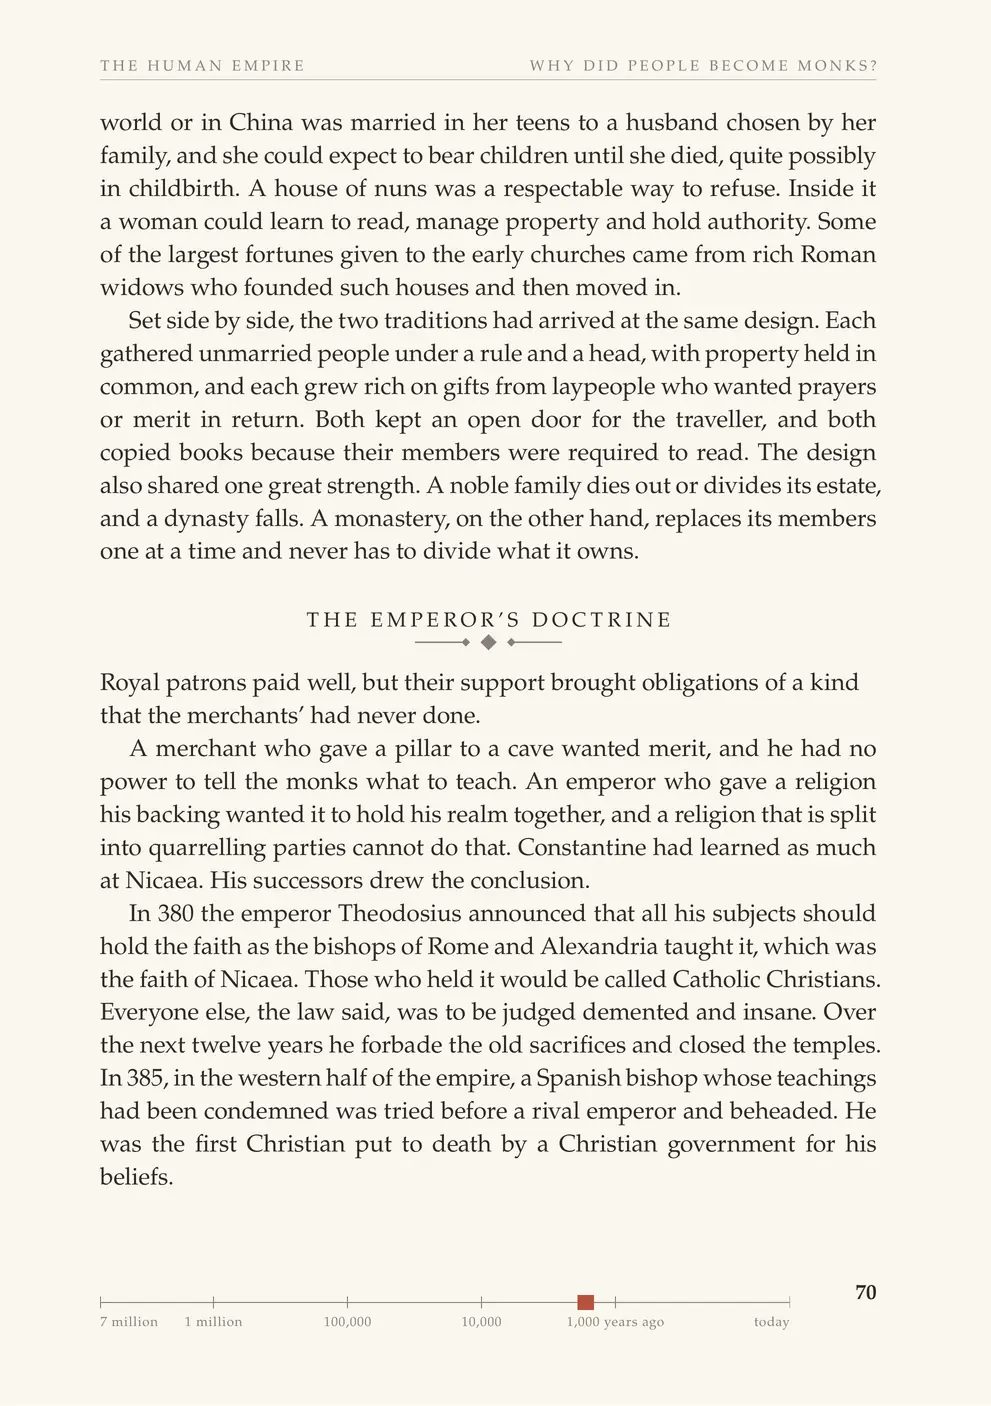 THE HUMAN EMPIRE
WHY DID PEOPLE BECOME MONKS?
world or in China was married in her teens to a husband chosen by her
family, and she could expect to bear children until she died, quite possibly
in childbirth. A house of nuns was a respectable way to refuse. Inside it
a woman could learn to read, manage property and hold authority. Some
of the largest fortunes given to the early churches came from rich Roman
widows who founded such houses and then moved in.
Set side by side, the two traditions had arrived at the same design. Each
gathered unmarried people under a rule and a head, with property held in
common, and each grew rich on gifts from laypeople who wanted prayers
or merit in return. Both kept an open door for the traveller, and both
copied books because their members were required to read. The design
also shared one great strength. A noble family dies out or divides its estate,
and a dynasty falls. A monastery, on the other hand, replaces its members
one at a time and never has to divide what it owns.
THE EMPEROR’S DOCTRINE
Royal patrons paid well, but their support brought obligations of a kind
that the merchants’ had never done.
A merchant who gave a pillar to a cave wanted merit, and he had no
power to tell the monks what to teach. An emperor who gave a religion
his backing wanted it to hold his realm together, and a religion that is split
into quarrelling parties cannot do that. Constantine had learned as much
at Nicaea. His successors drew the conclusion.
In 380 the emperor Theodosius announced that all his subjects should
hold the faith as the bishops of Rome and Alexandria taught it, which was
the faith of Nicaea. Those who held it would be called Catholic Christians.
Everyone else, the law said, was to be judged demented and insane. Over
the next twelve years he forbade the old sacrifices and closed the temples.
In 385, in the western half of the empire, a Spanish bishop whose teachings
had been condemned was tried before a rival emperor and beheaded. He
was the first Christian put to death by a Christian government for his
beliefs.
70
7 million 1 million 100,000 10,000 1,000 years ago today